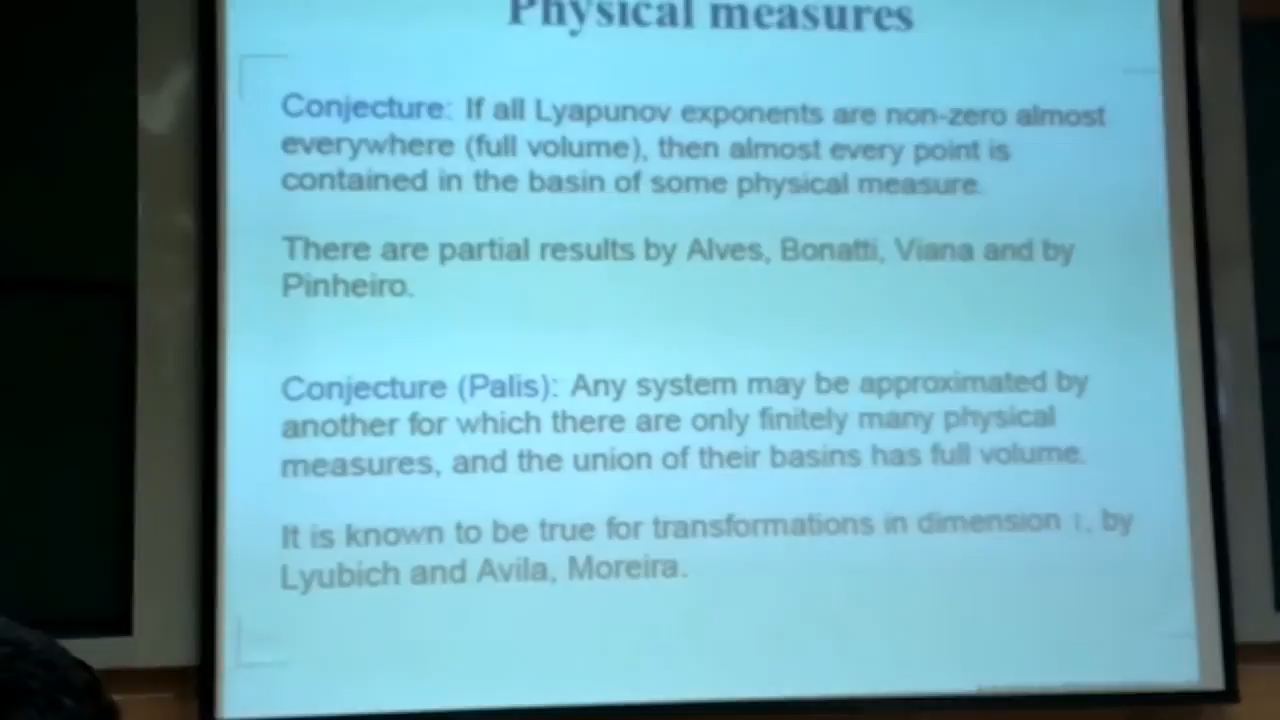 Physical measures
Conjecture: If all Lyapunov exponents are non-zero almost
everywhere (full volume), then almost every point is
contained in the basin of some physical measure.
There are partial results by Alves, Bonatti, Viana and by
Pinheiro.
Conjecture (Palis): Any system may be approximated by
another for which there are only finitely many physical
measures, and the union of their basins has full volume.
It is known to be true for transformations in dimension 1, by
Lyubich and Avila, Moreira.